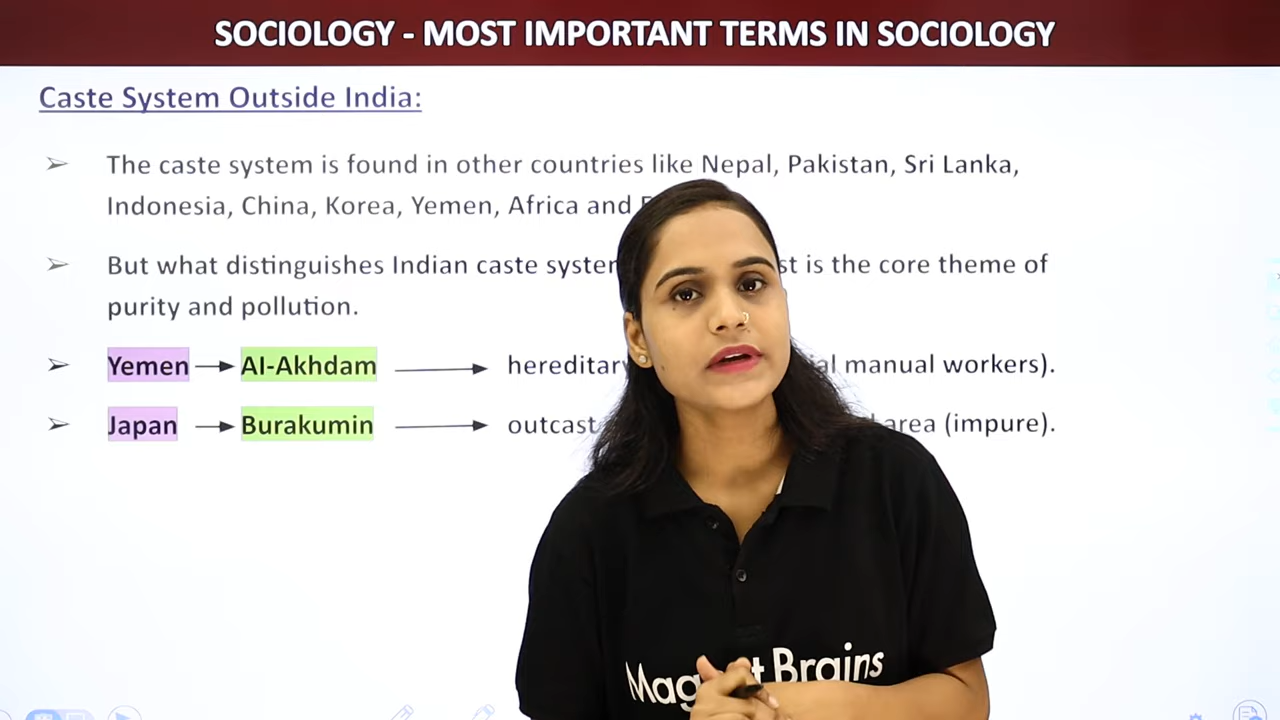 SOCIOLOGY - MOST IMPORTANT TERMS IN SOCIOLOGY
Caste System Outside India:
➢ The caste system is found in other countries like Nepal, Pakistan, Sri Lanka,
Indonesia, China, Korea, Yemen, Africa and
➢ But what distinguishes Indian caste is the core theme of
purity and pollution.
➢ Yemen → Al-Akhdam → hereditary manual workers).
➢ Japan → Burakumin → outcast area (impure).
Brains